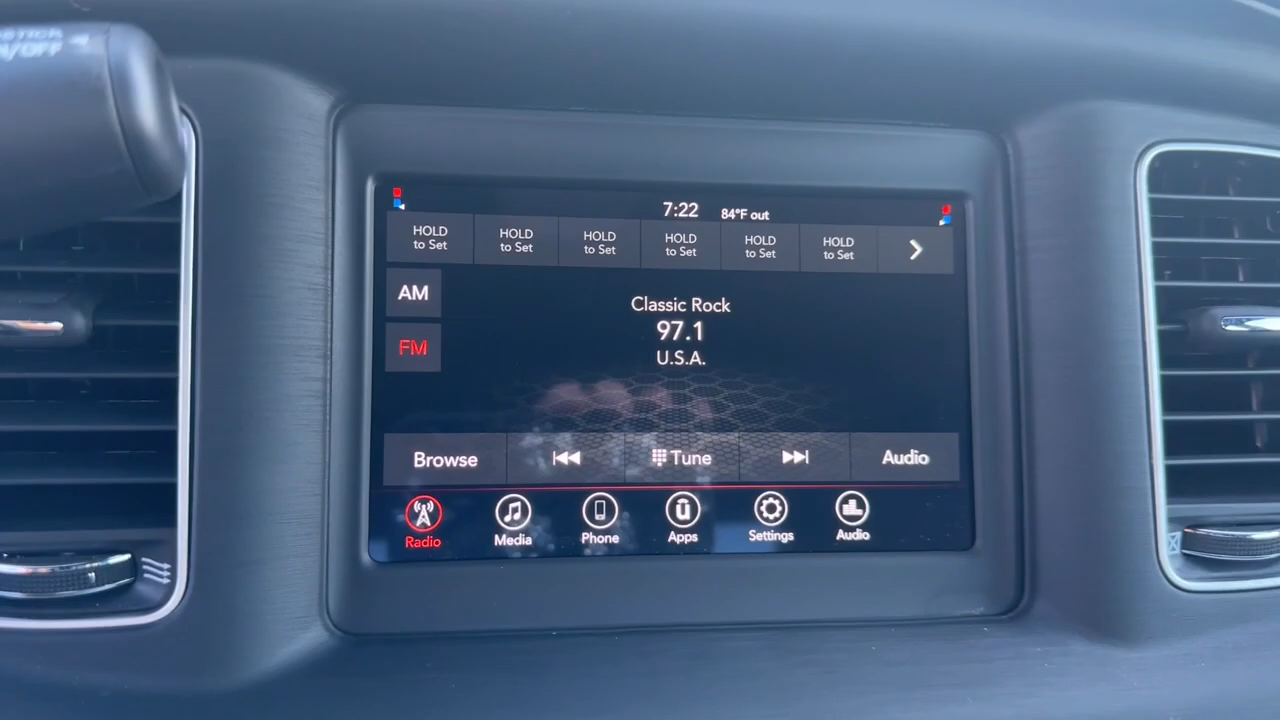 N/OFF
7:22 84°F out
HOLD to Set
HOLD to Set
HOLD to Set
HOLD to Set
HOLD to Set
HOLD to Set
AM
FM
Classic Rock
97.1
U.S.A.
Browse
Tune
Audio
Radio
Media
Phone
Apps
Settings
Audio